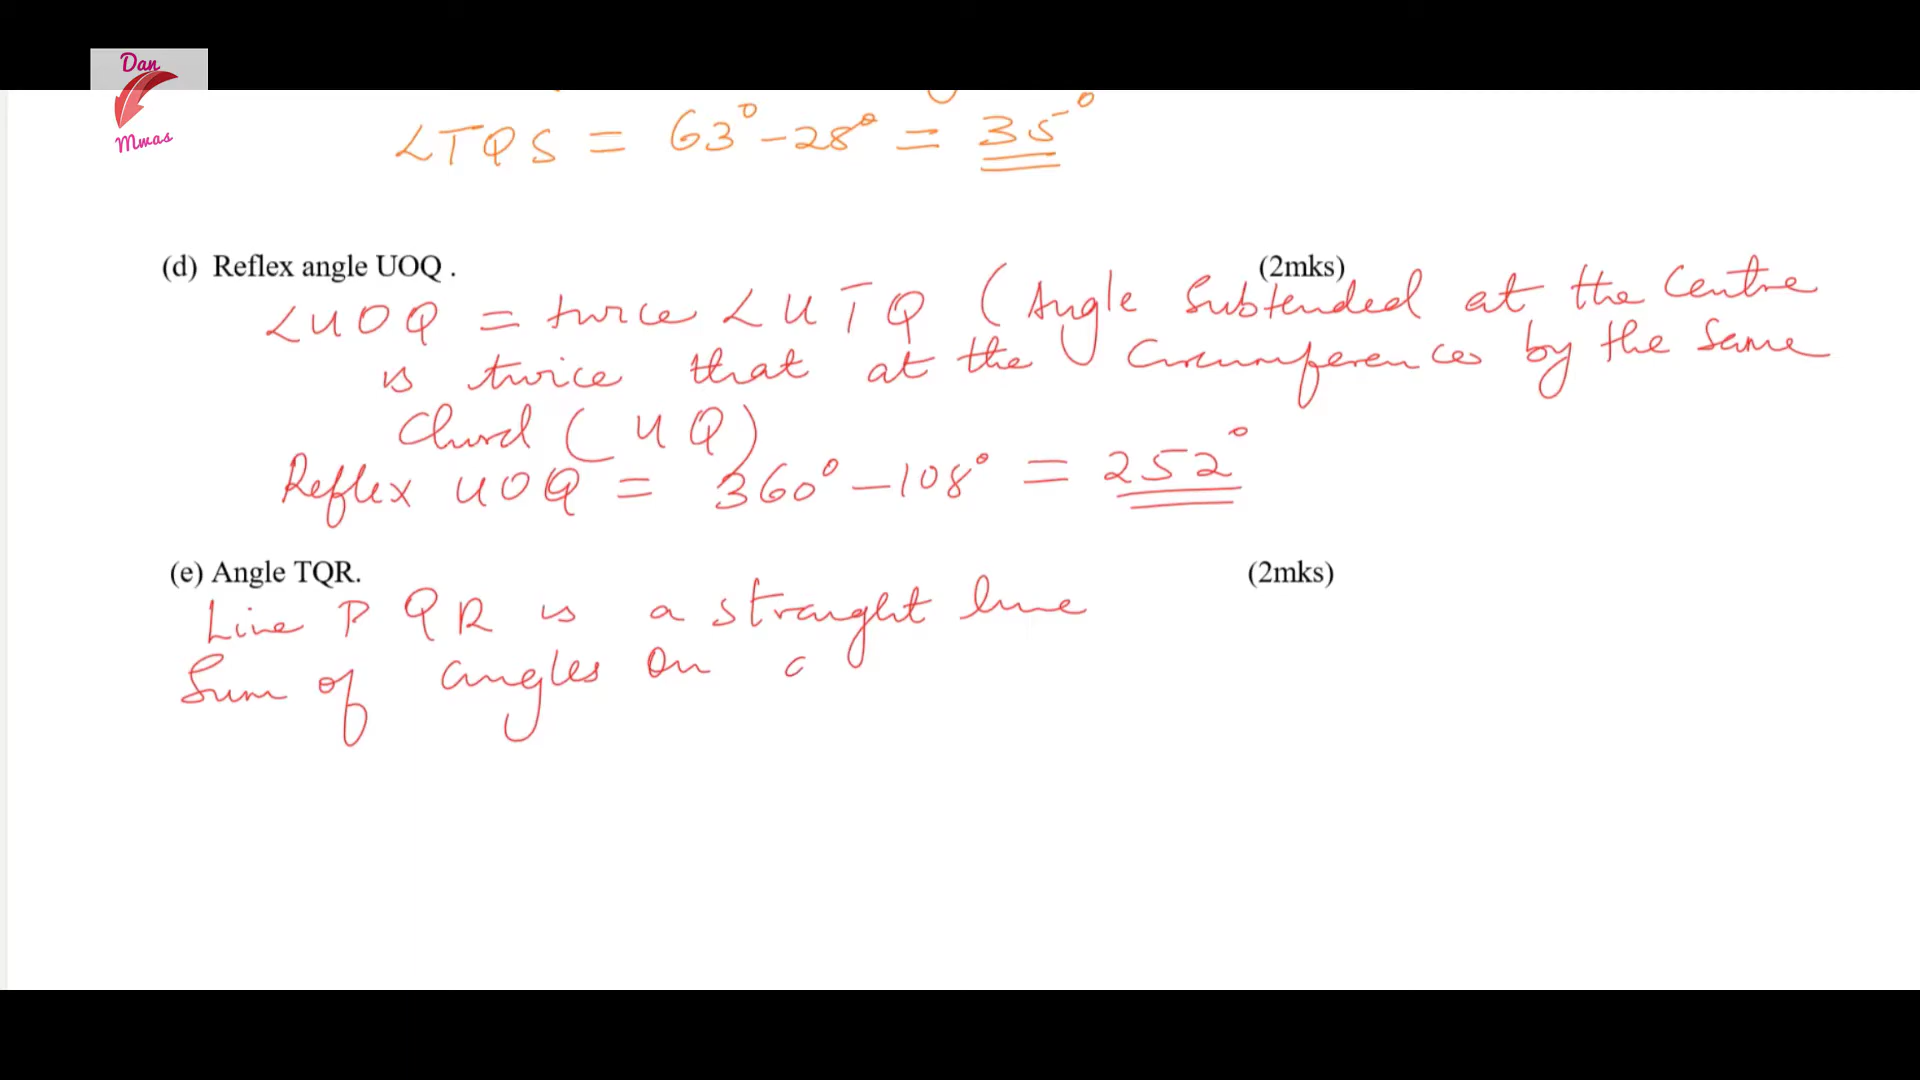 Dan
Mwas
∠TQS = 63° - 28° = 35°
(d) Reflex angle UOQ . (2mks)
∠UOQ = twice ∠UTQ (Angle Subtended at the Centre
is twice that at the Circumferences by the Same
Chord (UQ)
Reflex UOQ = 360° - 108° = 252°
(e) Angle TQR. (2mks)
Line PQR is a straight line
Sum of angles on a